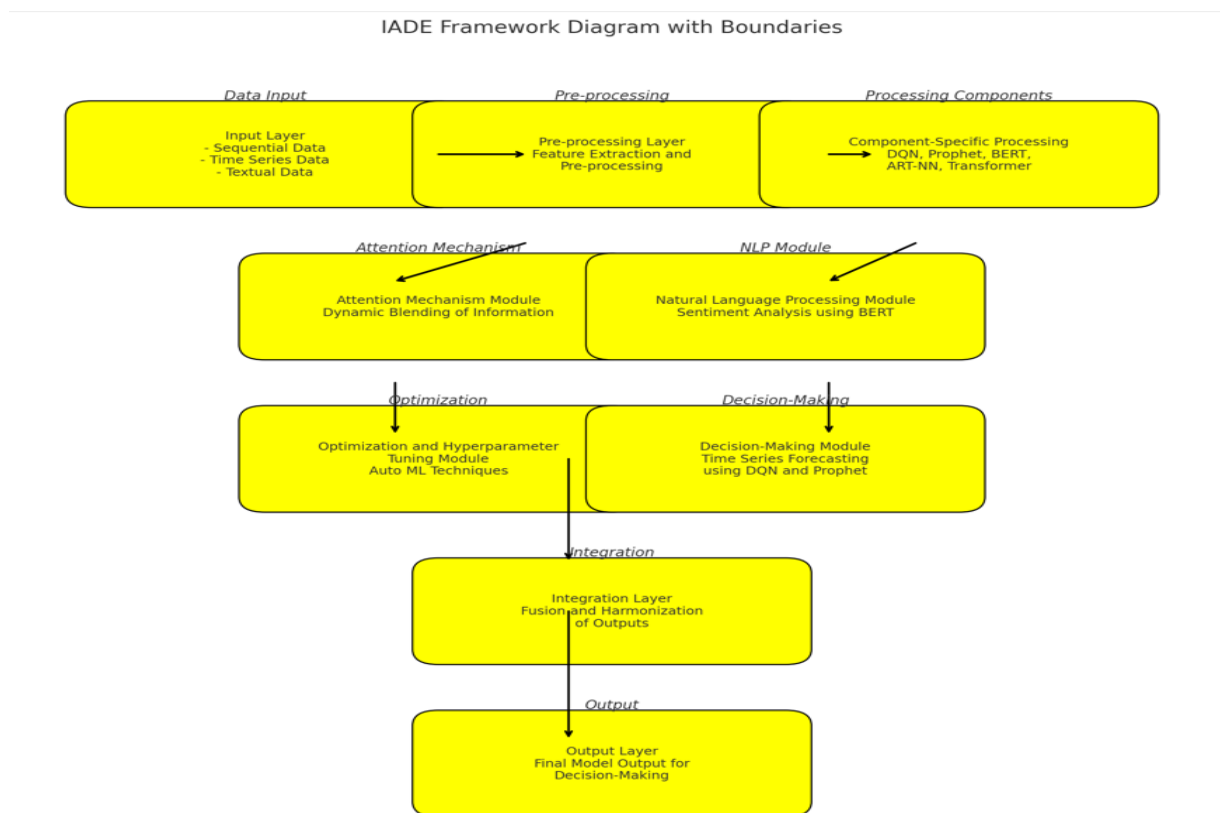 IADE Framework Diagram with Boundaries
Data Input
Input Layer
- Sequential Data
- Time Series Data
- Textual Data
Pre-processing
Pre-processing Layer
Feature Extraction and
Pre-processing
Processing Components
Component-Specific Processing
DQN, Prophet, BERT,
ART-NN, Transformer
Attention Mechanism
Attention Mechanism Module
Dynamic Blending of Information
NLP Module
Natural Language Processing Module
Sentiment Analysis using BERT
Optimization
Optimization and Hyperparameter
Tuning Module
Auto ML Techniques
Decision-Making
Decision-Making Module
Time Series Forecasting
using DQN and Prophet
Integration
Integration Layer
Fusion and Harmonization
of Outputs
Output
Output Layer
Final Model Output for
Decision-Making